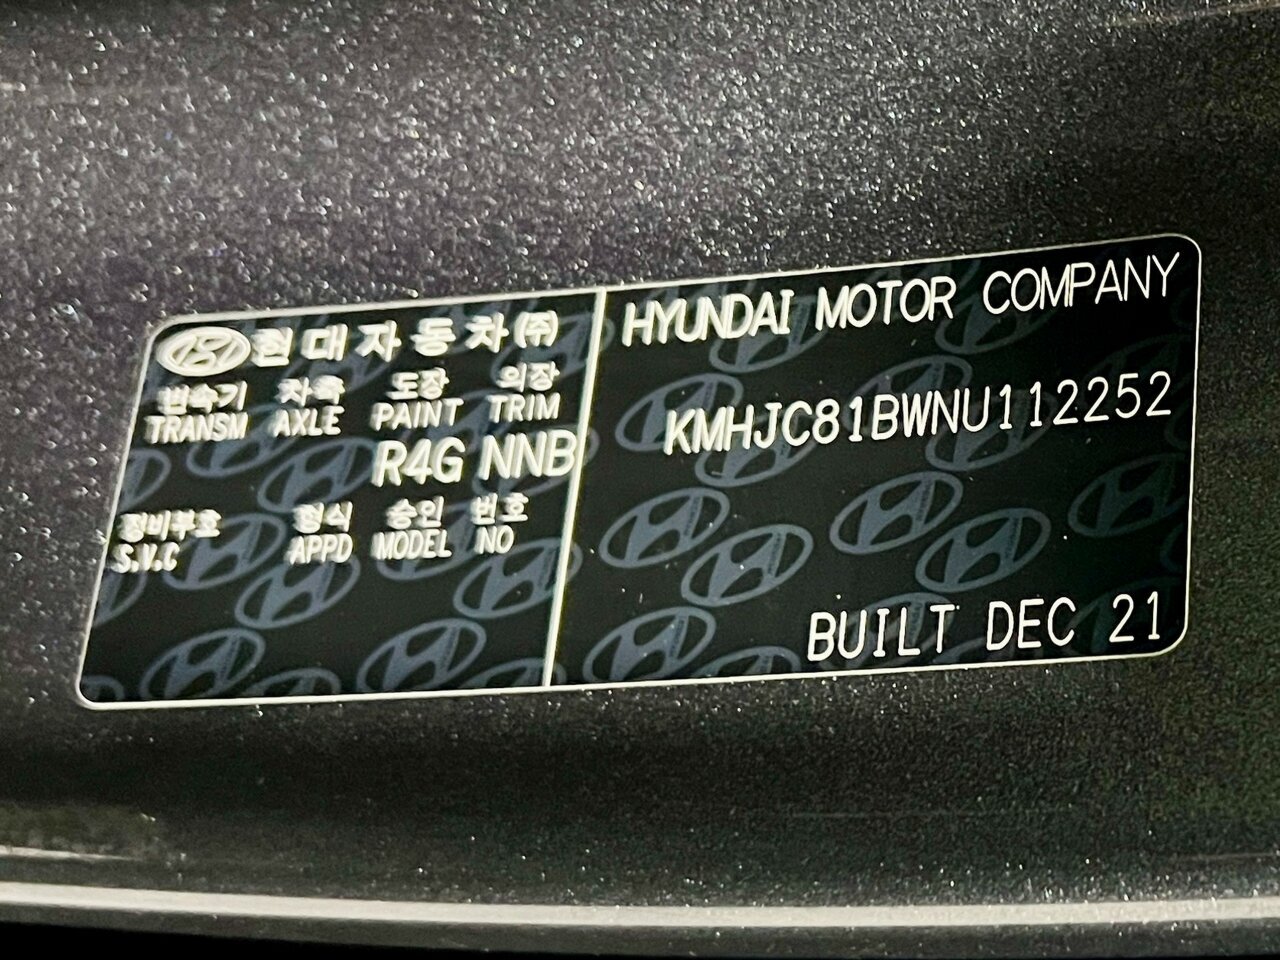 현대자동차(주)
변속기 차축 도장 의장
TRANSM AXLE PAINT TRIM
R4G NNB
정비부호 형식 승인 번호
S.V.C APPD MODEL NO
HYUNDAI MOTOR COMPANY
KMHJC81BWNU112252
BUILT DEC 21